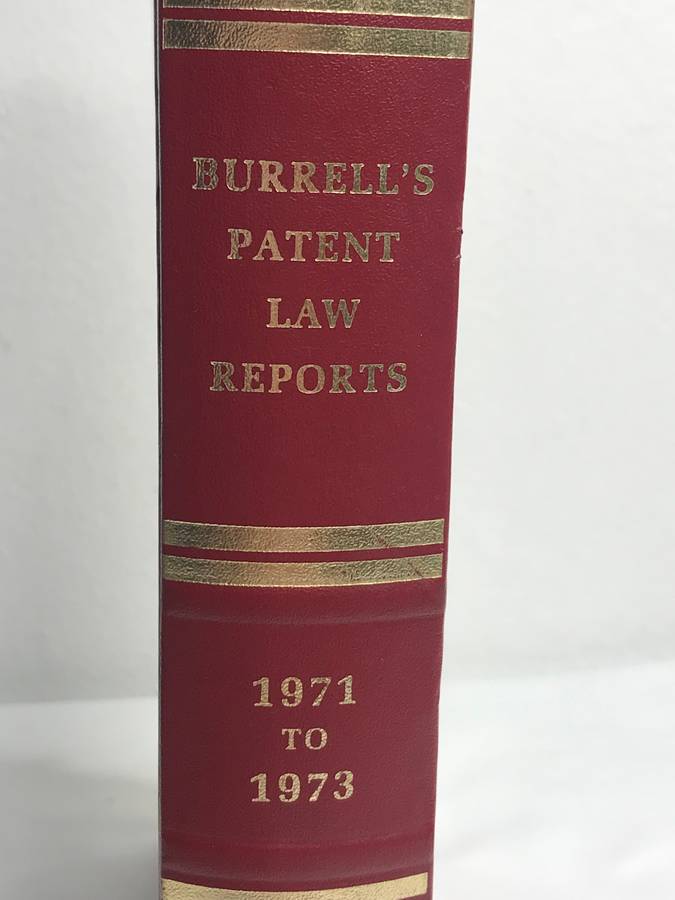 BURRELL'S
PATENT
LAW
REPORTS
1971
TO
1973